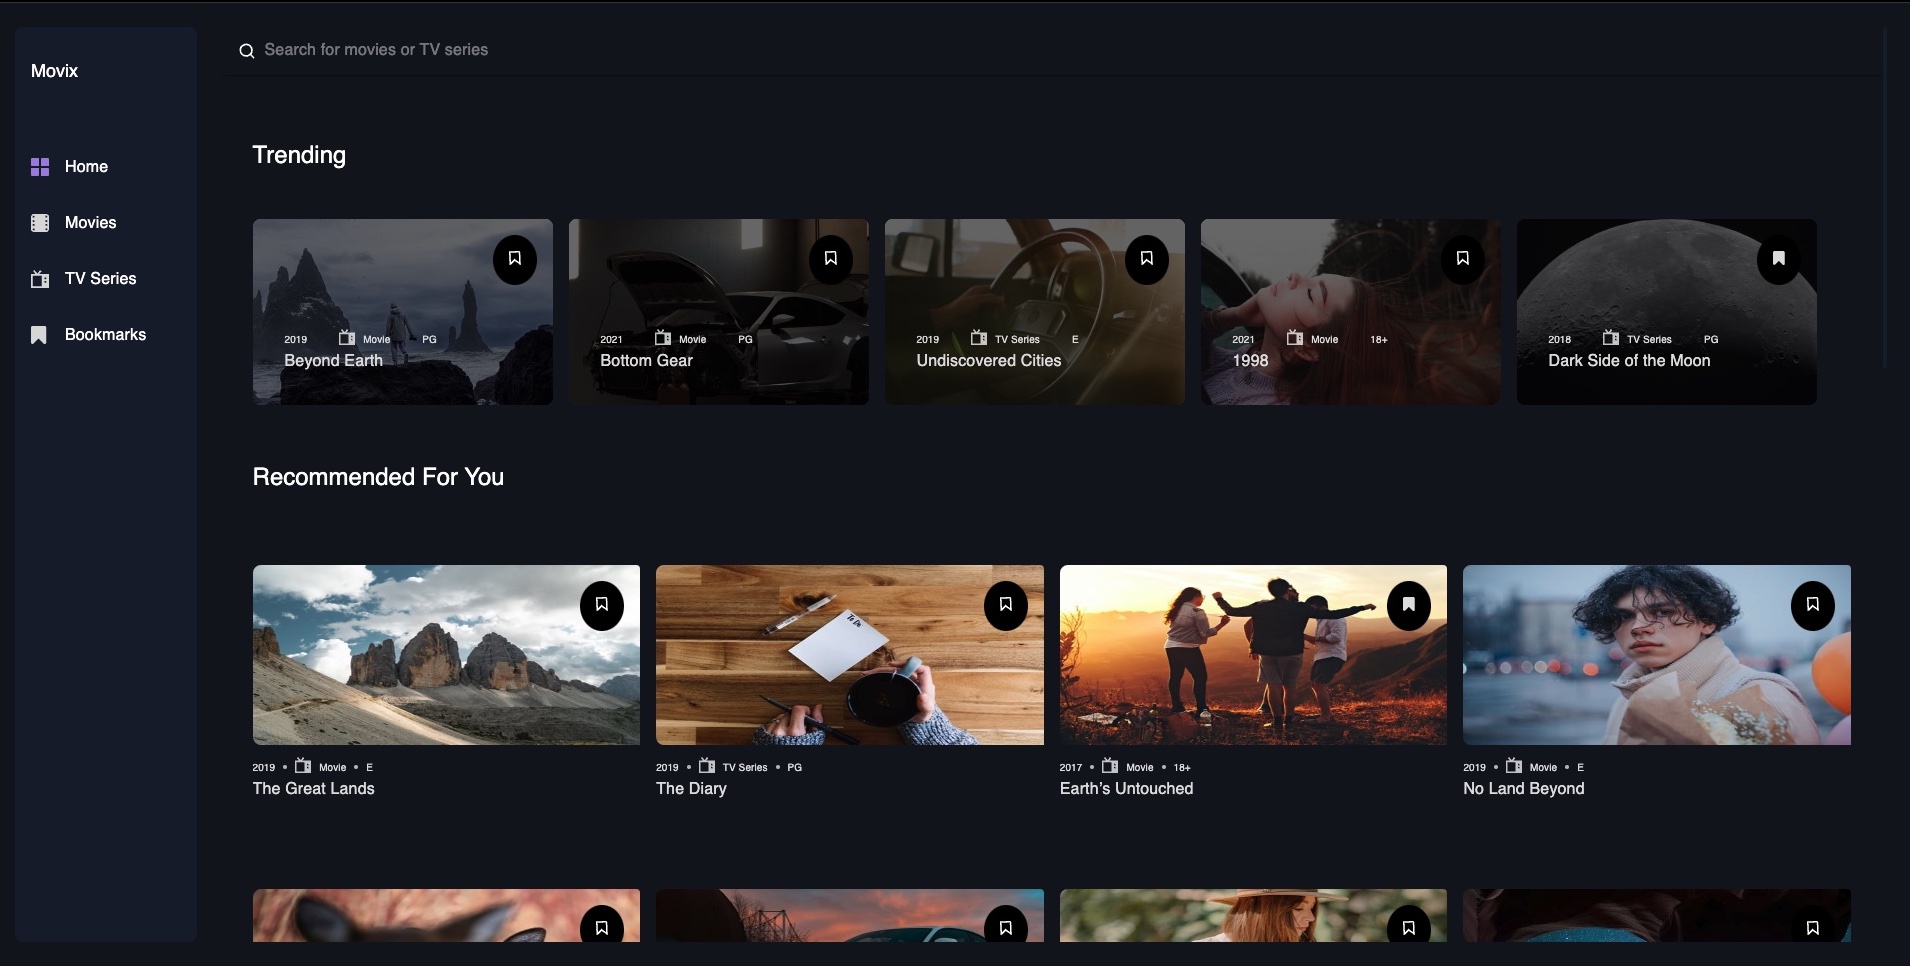 Movix
Home
Movies
TV Series
Bookmarks
Search for movies or TV series
Trending
2019 Movie PG
Beyond Earth
2021 Movie PG
Bottom Gear
2019 TV Series E
Undiscovered Cities
2021 Movie 18+
1998
2018 TV Series PG
Dark Side of the Moon
Recommended For You
To Do
2019 • Movie • E
The Great Lands
2019 • TV Series • PG
The Diary
2017 • Movie • 18+
Earth’s Untouched
2019 • Movie • E
No Land Beyond